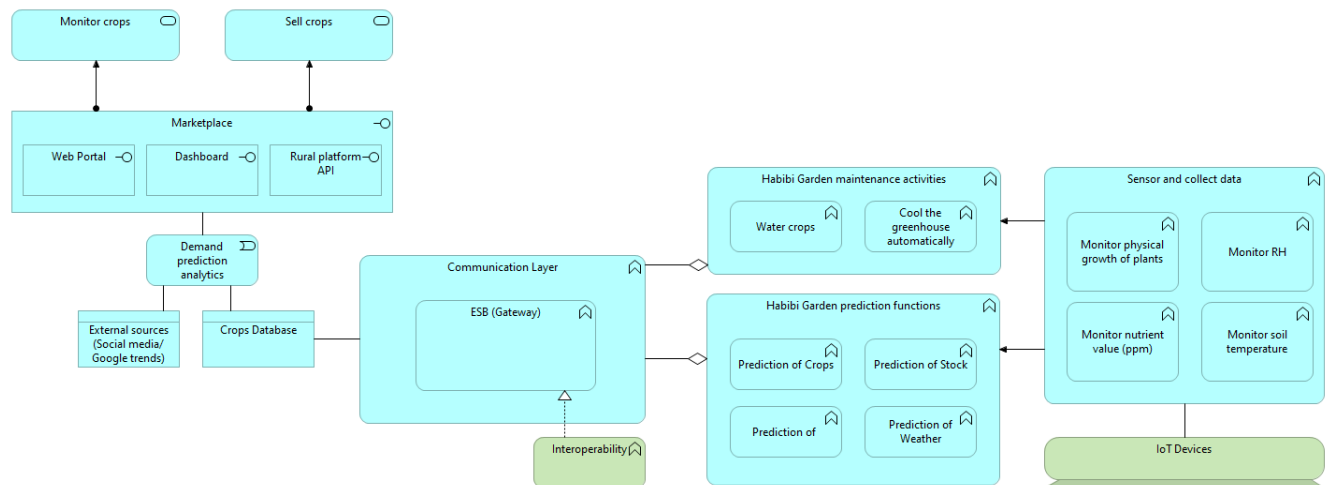 Monitor crops
Sell crops
Marketplace
Web Portal
Dashboard
Rural platform
API
Demand
prediction
analytics
External sources
(Social media/
Google trends)
Crops Database
Communication Layer
ESB (Gateway)
Interoperability
Habibi Garden maintenance activities
Water crops
Cool the
greenhouse
automatically
Habibi Garden prediction functions
Prediction of Crops
Prediction of Stock
Prediction of
Prediction of
Weather
Sensor and collect data
Monitor physical
growth of plants
Monitor RH
Monitor nutrient
value (ppm)
Monitor soil
temperature
IoT Devices